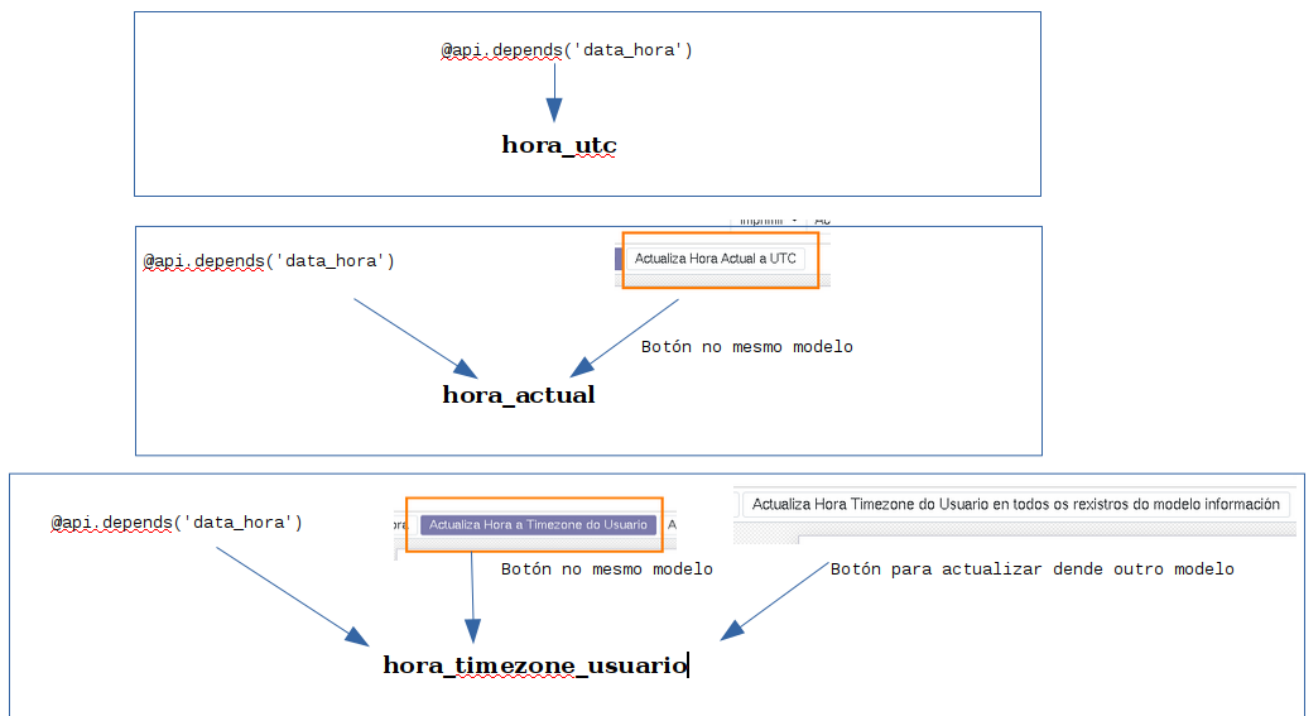 @api.depends('data_hora')
hora_utc
Imprimir
@api.depends('data_hora')
Actualiza Hora Actual a UTC
Botón no mesmo modelo
hora_actual
Actualiza Hora Timezone do Usuario en todos os rexistros do modelo información
@api.depends('data_hora')
ora Actualiza Hora a Timezone do Usuario A
Botón no mesmo modelo
Botón para actualizar dende outro modelo
hora_timezone_usuario